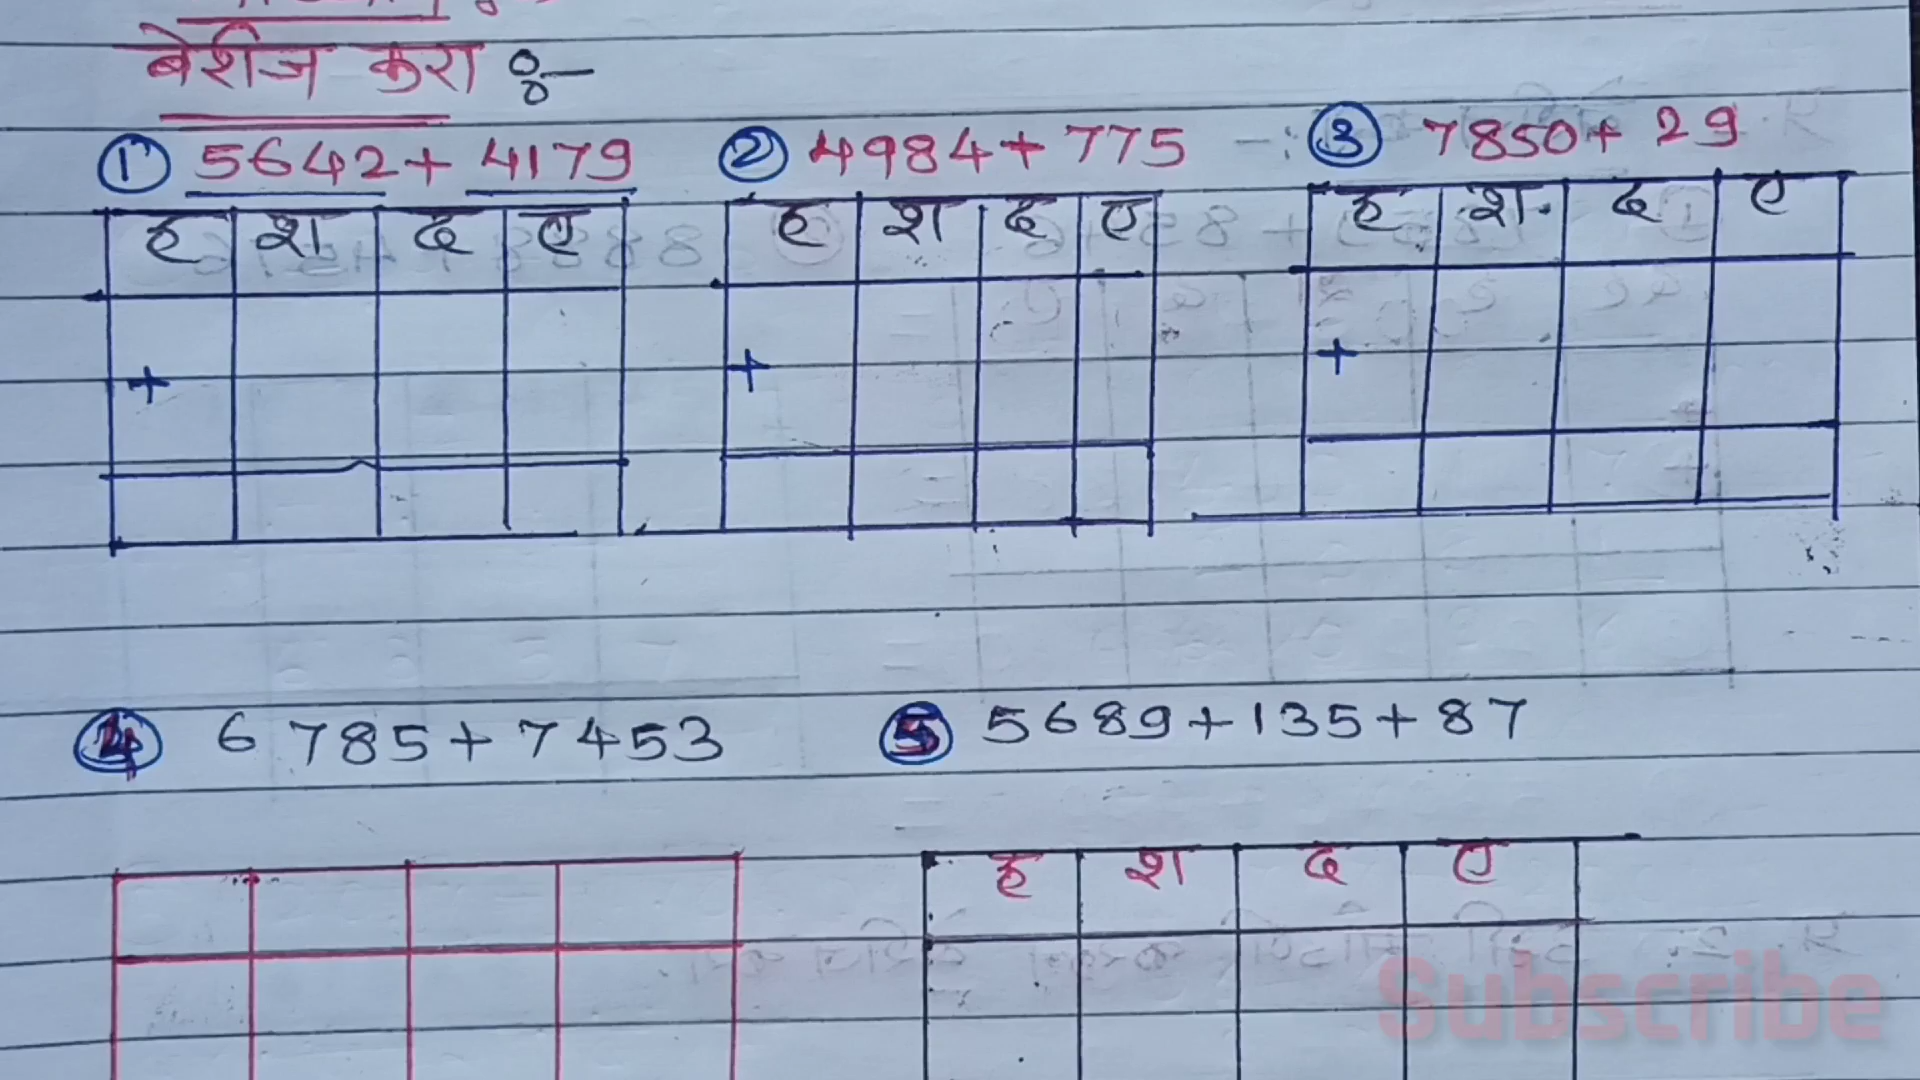 बेरीज करा :-
① 5642 + 4179 ② 4984 + 775 ③ 7850 + 29
ह श द ए ह श द ए ह श द ए
+ + +
④ 6785 + 7453 ⑤ 5689 + 135 + 87
ह श द ए
Subscribe